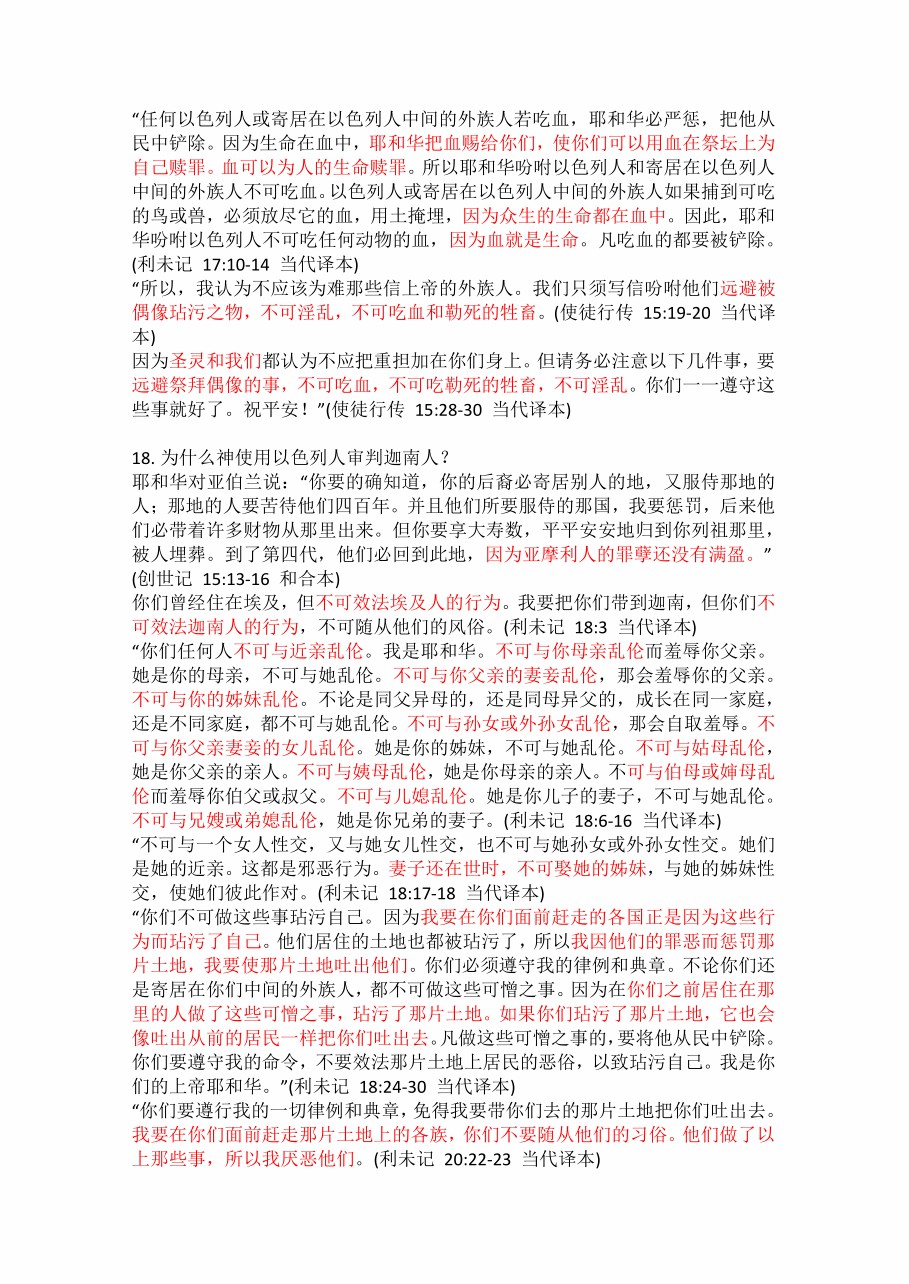 “任何以色列人或寄居在以色列人中间的外族人若吃血，耶和华必严惩，把他从
民中铲除。因为生命在血中，耶和华把血赐给你们，使你们可以用血在祭坛上为
自己赎罪。血可以为人的生命赎罪。所以耶和华吩咐以色列人和寄居在以色列人
中间的外族人不可吃血。以色列人或寄居在以色列人中间的外族人如果捕到可吃
的鸟或兽，必须放尽它的血，用土掩埋，因为众生的生命都在血中。因此，耶和
华吩咐以色列人不可吃任何动物的血，因为血就是生命。凡吃血的都要被铲除。
(利未记 17:10-14 当代译本)
“所以，我认为不应该为难那些信上帝的外族人。我们只须写信吩咐他们远避被
偶像玷污之物，不可淫乱，不可吃血和勒死的牲畜。(使徒行传 15:19-20 当代译
本)
因为圣灵和我们都认为不应把重担加在你们身上。但请务必注意以下几件事，要
远避祭拜偶像的事，不可吃血，不可吃勒死的牲畜，不可淫乱。你们一一遵守这
些事就好了。祝平安！”(使徒行传 15:28-30 当代译本)
18. 为什么神使用以色列人审判迦南人？
耶和华对亚伯兰说：“你要的确知道，你的后裔必寄居别人的地，又服侍那地的
人；那地的人要苦待他们四百年。并且他们所要服侍的那国，我要惩罚，后来他
们必带着许多财物从那里出来。但你要享大寿数，平平安安地归到你列祖那里，
被人埋葬。到了第四代，他们必回到此地，因为亚摩利人的罪孽还没有满盈。”
(创世记 15:13-16 和合本)
你们曾经住在埃及，但不可效法埃及人的行为。我要把你们带到迦南，但你们不
可效法迦南人的行为，不可随从他们的风俗。(利未记 18:3 当代译本)
“你们任何人不可与近亲乱伦。我是耶和华。不可与你母亲乱伦而羞辱你父亲。
她是你的母亲，不可与她乱伦。不可与你父亲的妻妾乱伦，那会羞辱你的父亲。
不可与你的姊妹乱伦。不论是同父异母的，还是同母异父的，成长在同一家庭，
还是不同家庭，都不可与她乱伦。不可与孙女或外孙女乱伦，那会自取羞辱。不
可与你父亲妻妾的女儿乱伦。她是你的姊妹，不可与她乱伦。不可与姑母乱伦，
她是你父亲的亲人。不可与姨母乱伦，她是你母亲的亲人。不可与伯母或婶母乱
伦而羞辱你伯父或叔父。不可与儿媳乱伦。她是你儿子的妻子，不可与她乱伦。
不可与兄嫂或弟媳乱伦，她是你兄弟的妻子。(利未记 18:6-16 当代译本)
“不可与一个女人性交，又与她女儿性交，也不可与她孙女或外孙女性交。她们
是她的近亲。这都是邪恶行为。妻子还在世时，不可娶她的姊妹，与她的姊妹性
交，使她们彼此作对。(利未记 18:17-18 当代译本)
“你们不可做这些事玷污自己。因为我要在你们面前赶走的各国正是因为这些行
为而玷污了自己。他们居住的土地也都被玷污了，所以我因他们的罪恶而惩罚那
片土地，我要使那片土地吐出他们。你们必须遵守我的律例和典章。不论你们还
是寄居在你们中间的外族人，都不可做这些可憎之事。因为在你们之前居住在那
里的人做了这些可憎之事，玷污了那片土地。如果你们玷污了那片土地，它也会
像吐出从前的居民一样把你们吐出去。凡做这些可憎之事的，要将他从民中铲除。
你们要遵守我的命令，不要效法那片土地上居民的恶俗，以致玷污自己。我是你
们的上帝耶和华。”(利未记 18:24-30 当代译本)
“你们要遵行我的一切律例和典章，免得我要带你们去的那片土地把你们吐出去。
我要在你们面前赶走那片土地上的各族，你们不要随从他们的习俗。他们做了以
上那些事，所以我厌恶他们。(利未记 20:22-23 当代译本)